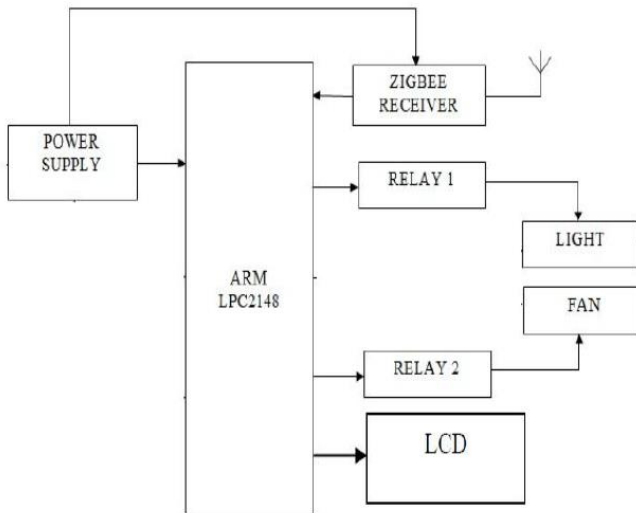 ZIGBEE
RECEIVER
POWER
SUPPLY
RELAY 1
LIGHT
ARM
LPC2148
FAN
RELAY 2
LCD